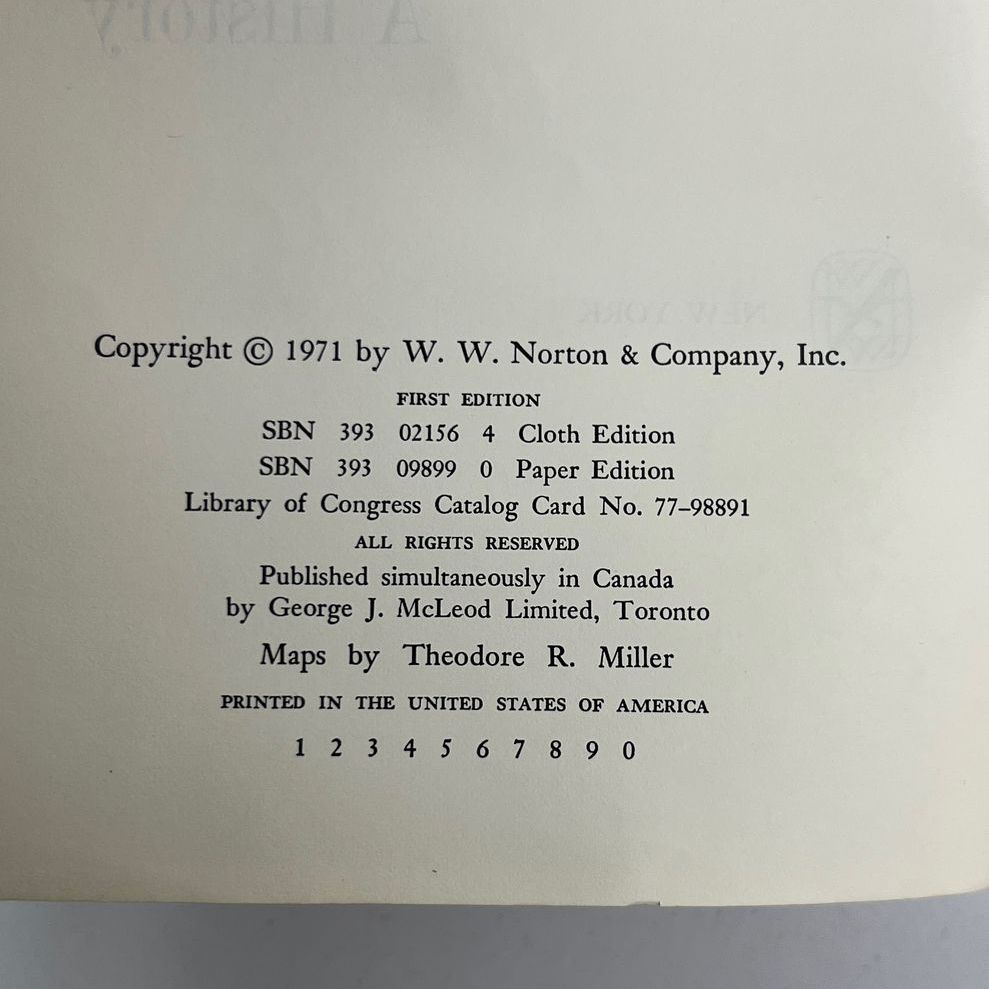 A History
NEW YORK
Copyright © 1971 by W. W. Norton & Company, Inc.
FIRST EDITION
SBN 393 02156 4 Cloth Edition
SBN 393 09899 0 Paper Edition
Library of Congress Catalog Card No. 77–98891
ALL RIGHTS RESERVED
Published simultaneously in Canada
by George J. McLeod Limited, Toronto
Maps by Theodore R. Miller
PRINTED IN THE UNITED STATES OF AMERICA
1 2 3 4 5 6 7 8 9 0